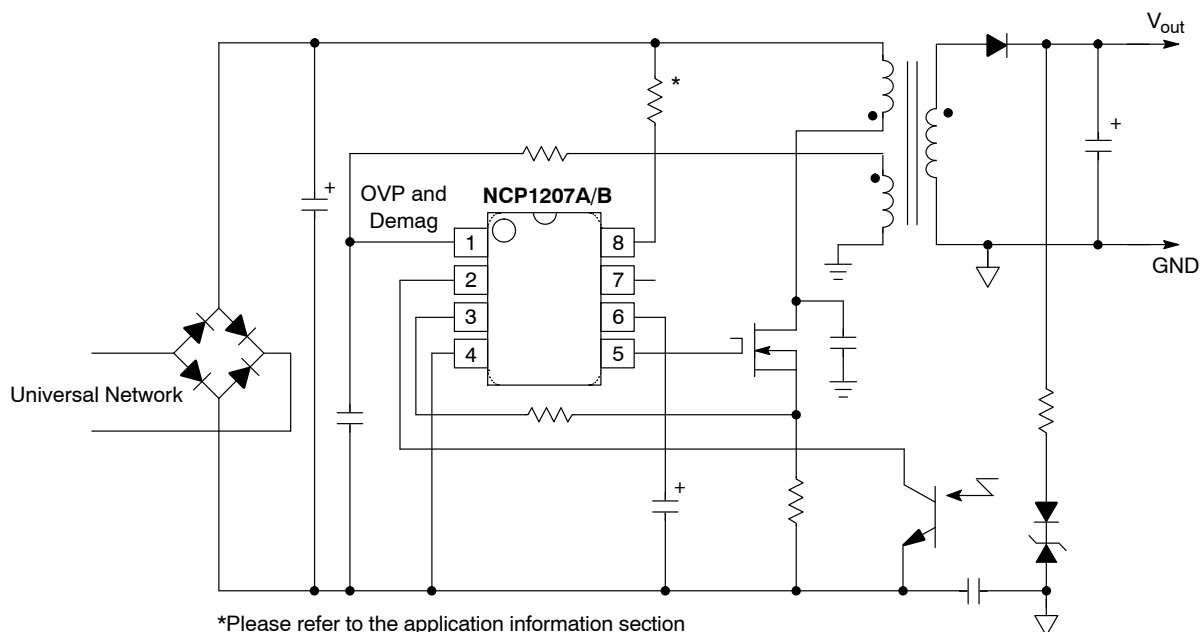 V_out
*
+
+
OVP and
Demag
NCP1207A/B
1
8
2
7
3
6
4
5
GND
Universal Network
+
*Please refer to the application information section